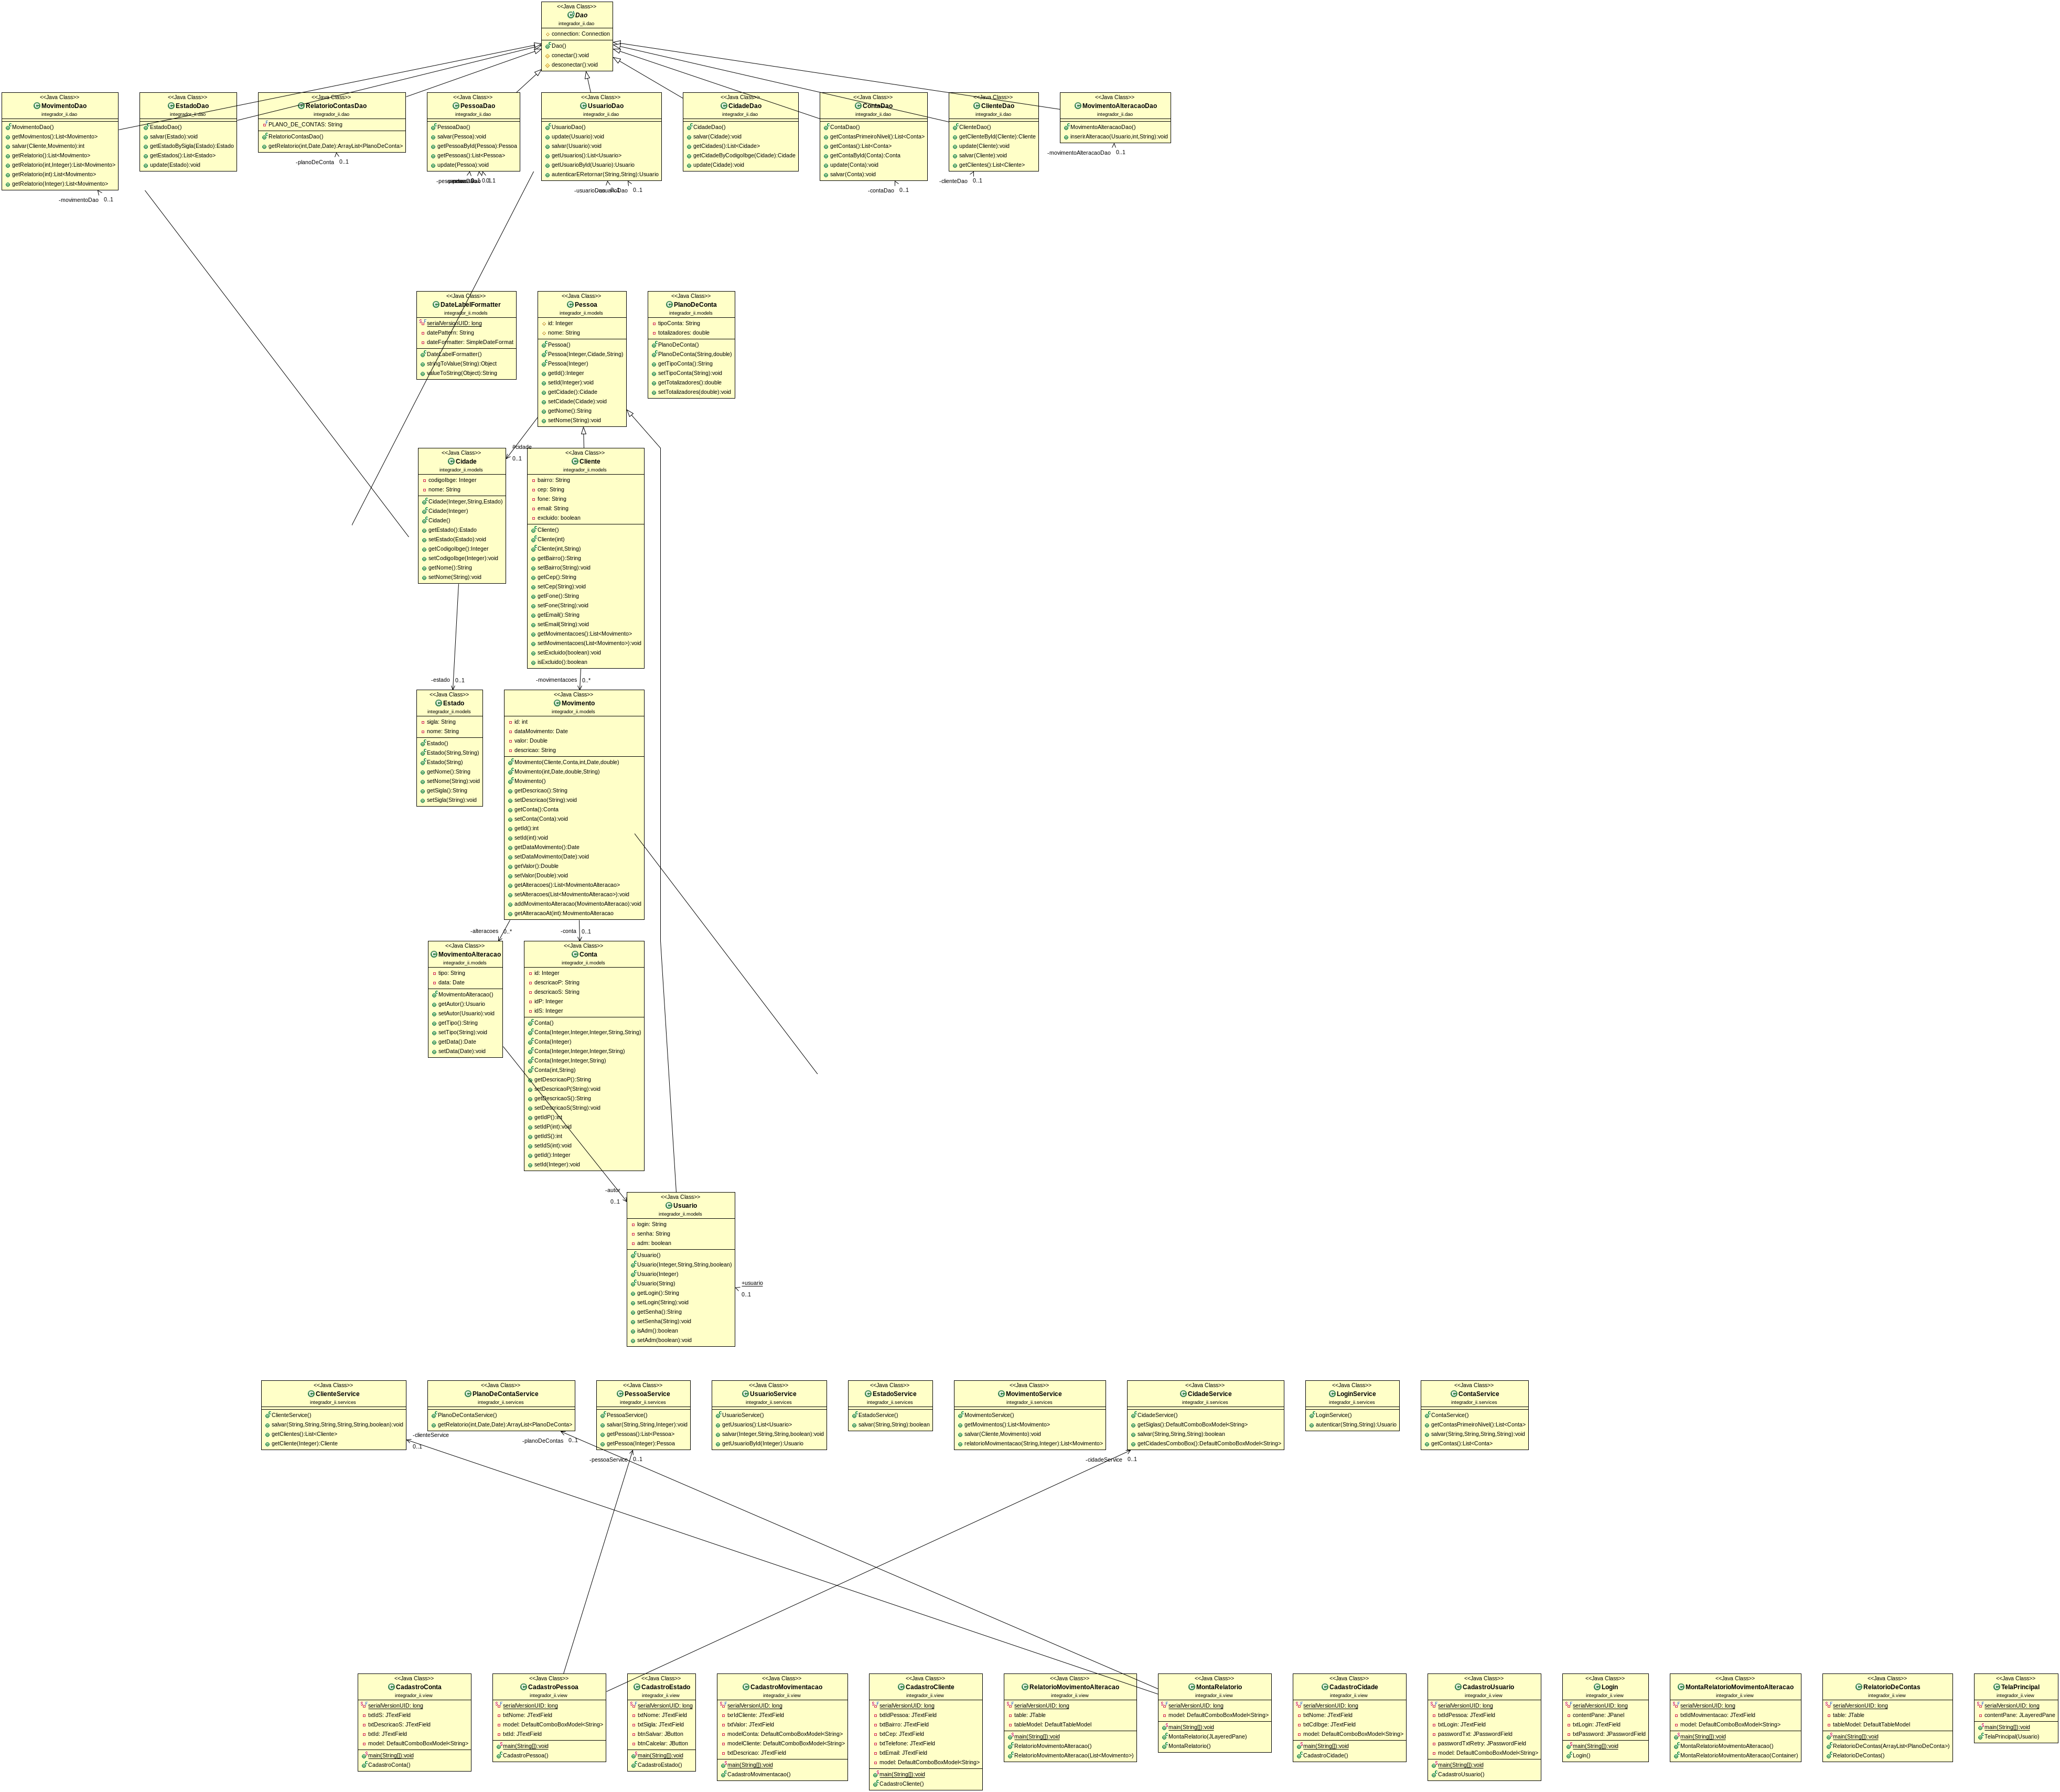 <<Java Class>>
Dao
integrador_ii.dao
connection: Connection
Dao()
conectar():void
desconectar():void
<<Java Class>>
MovimentoDao
integrador_ii.dao
MovimentoDao()
getMovimentos():List<Movimento>
salvar(Cliente,Movimento):int
getRelatorio():List<Movimento>
getRelatorio(int,Integer):List<Movimento>
getRelatorio(int):List<Movimento>
getRelatorio(Integer):List<Movimento>
-movimentoDao
0..1
<<Java Class>>
EstadoDao
integrador_ii.dao
EstadoDao()
salvar(Estado):void
getEstadoBySigla(Estado):Estado
getEstados():List<Estado>
update(Estado):void
<<Java Class>>
RelatorioContasDao
integrador_ii.dao
PLANO_DE_CONTAS: String
RelatorioContasDao()
getRelatorio(int,Date,Date):ArrayList<PlanoDeConta>
-planoDeConta
0..1
<<Java Class>>
PessoaDao
integrador_ii.dao
PessoaDao()
salvar(Pessoa):void
getPessoaById(Pessoa):Pessoa
getPessoas():List<Pessoa>
update(Pessoa):void
<<Java Class>>
UsuarioDao
integrador_ii.dao
UsuarioDao()
update(Usuario):void
salvar(Usuario):void
getUsuarios():List<Usuario>
getUsuarioById(Usuario):Usuario
autenticarERetornar(String,String):Usuario
0..1
<<Java Class>>
CidadeDao
integrador_ii.dao
CidadeDao()
salvar(Cidade):void
getCidades():List<Cidade>
getCidadeByCodigoIbge(Cidade):Cidade
update(Cidade):void
<<Java Class>>
ContaDao
integrador_ii.dao
ContaDao()
getContasPrimeiroNivel():List<Conta>
getContas():List<Conta>
getContaById(Conta):Conta
update(Conta):void
salvar(Conta):void
-contaDao
0..1
<<Java Class>>
ClienteDao
integrador_ii.dao
ClienteDao()
getClienteById(Cliente):Cliente
update(Cliente):void
salvar(Cliente):void
getClientes():List<Cliente>
-clienteDao
0..1
<<Java Class>>
MovimentoAlteracaoDao
integrador_ii.dao
MovimentoAlteracaoDao()
inserirAlteracao(Usuario,int,String):void
-movimentoAlteracaoDao
0..1
<<Java Class>>
DateLabelFormatter
integrador_ii.models
serialVersionUID: long
datePattern: String
dateFormatter: SimpleDateFormat
DateLabelFormatter()
stringToValue(String):Object
valueToString(Object):String
<<Java Class>>
Pessoa
integrador_ii.models
id: Integer
nome: String
Pessoa()
Pessoa(Integer,Cidade,String)
Pessoa(Integer)
getId():Integer
setId(Integer):void
getCidade():Cidade
setCidade(Cidade):void
getNome():String
setNome(String):void
<<Java Class>>
PlanoDeConta
integrador_ii.models
tipoConta: String
totalizadores: double
PlanoDeConta()
PlanoDeConta(String,double)
getTipoConta():String
setTipoConta(String):void
getTotalizadores():double
setTotalizadores(double):void
#cidade
0..1
<<Java Class>>
Cidade
integrador_ii.models
codigoIbge: Integer
nome: String
Cidade(Integer,String,Estado)
Cidade(Integer)
Cidade()
getEstado():Estado
setEstado(Estado):void
getCodigoIbge():Integer
setCodigoIbge(Integer):void
getNome():String
setNome(String):void
<<Java Class>>
Cliente
integrador_ii.models
bairro: String
cep: String
fone: String
email: String
excluido: boolean
Cliente()
Cliente(int)
Cliente(int,String)
getBairro():String
setBairro(String):void
getCep():String
setCep(String):void
getFone():String
setFone(String):void
getEmail():String
setEmail(String):void
getMovimentacoes():List<Movimento>
setMovimentacoes(List<Movimento>):void
setExcluido(boolean):void
isExcluido():boolean
-estado
0..1
-movimentacoes
0..*
<<Java Class>>
Estado
integrador_ii.models
sigla: String
nome: String
Estado()
Estado(String,String)
Estado(String)
getNome():String
setNome(String):void
getSigla():String
setSigla(String):void
<<Java Class>>
Movimento
integrador_ii.models
id: int
dataMovimento: Date
valor: Double
descricao: String
Movimento(Cliente,Conta,int,Date,double)
Movimento(int,Date,double,String)
Movimento()
getDescricao():String
setDescricao(String):void
getConta():Conta
setConta(Conta):void
getId():int
setId(int):void
getDataMovimento():Date
setDataMovimento(Date):void
getValor():Double
setValor(Double):void
getAlteracoes():List<MovimentoAlteracao>
setAlteracoes(List<MovimentoAlteracao>):void
addMovimentoAlteracao(MovimentoAlteracao):void
getAlteracaoAt(int):MovimentoAlteracao
-alteracoes
0..*
-conta
0..1
<<Java Class>>
MovimentoAlteracao
integrador_ii.models
tipo: String
data: Date
MovimentoAlteracao()
getAutor():Usuario
setAutor(Usuario):void
getTipo():String
setTipo(String):void
getData():Date
setData(Date):void
<<Java Class>>
Conta
integrador_ii.models
id: Integer
descricaoP: String
descricaoS: String
idP: Integer
idS: Integer
Conta()
Conta(Integer,Integer,Integer,String,String)
Conta(Integer)
Conta(Integer,Integer,Integer,String)
Conta(Integer,Integer,String)
Conta(int,String)
getDescricaoP():String
setDescricaoP(String):void
getDescricaoS():String
setDescricaoS(String):void
getIdP():int
setIdP(int):void
getIdS():int
setIdS(int):void
getId():Integer
setId(Integer):void
-autor
0..1
<<Java Class>>
Usuario
integrador_ii.models
login: String
senha: String
adm: boolean
Usuario()
Usuario(Integer,String,String,boolean)
Usuario(Integer)
Usuario(String)
getLogin():String
setLogin(String):void
getSenha():String
setSenha(String):void
isAdm():boolean
setAdm(boolean):void
+usuario
0..1
<<Java Class>>
ClienteService
integrador_ii.services
ClienteService()
salvar(String,String,String,String,String,boolean):void
getClientes():List<Cliente>
getCliente(Integer):Cliente
-clienteService
0..1
<<Java Class>>
PlanoDeContaService
integrador_ii.services
PlanoDeContaService()
getRelatorio(int,Date,Date):ArrayList<PlanoDeConta>
-planoDeContas
0..1
<<Java Class>>
PessoaService
integrador_ii.services
PessoaService()
salvar(String,String,Integer):void
getPessoas():List<Pessoa>
getPessoa(Integer):Pessoa
-pessoaService
0..1
<<Java Class>>
UsuarioService
integrador_ii.services
UsuarioService()
getUsuarios():List<Usuario>
salvar(Integer,String,String,boolean):void
getUsuarioById(Integer):Usuario
<<Java Class>>
EstadoService
integrador_ii.services
EstadoService()
salvar(String,String):boolean
<<Java Class>>
MovimentoService
integrador_ii.services
MovimentoService()
getMovimentos():List<Movimento>
salvar(Cliente,Movimento):void
relatorioMovimentacao(String,Integer):List<Movimento>
<<Java Class>>
CidadeService
integrador_ii.services
CidadeService()
getSiglas():DefaultComboBoxModel<String>
salvar(String,String,String):boolean
getCidadesComboBox():DefaultComboBoxModel<String>
-cidadeService
0..1
<<Java Class>>
LoginService
integrador_ii.services
LoginService()
autenticar(String,String):Usuario
<<Java Class>>
ContaService
integrador_ii.services
ContaService()
getContasPrimeiroNivel():List<Conta>
salvar(String,String,String,String):void
getContas():List<Conta>
<<Java Class>>
CadastroConta
integrador_ii.view
serialVersionUID: long
txtIdS: JTextField
txtDescricaoS: JTextField
txtId: JTextField
model: DefaultComboBoxModel<String>
main(String[]):void
CadastroConta()
<<Java Class>>
CadastroPessoa
integrador_ii.view
serialVersionUID: long
txtNome: JTextField
model: DefaultComboBoxModel<String>
txtId: JTextField
main(String[]):void
CadastroPessoa()
<<Java Class>>
CadastroEstado
integrador_ii.view
serialVersionUID: long
txtNome: JTextField
txtSigla: JTextField
btnSalvar: JButton
btnCalcelar: JButton
main(String[]):void
CadastroEstado()
<<Java Class>>
CadastroMovimentacao
integrador_ii.view
serialVersionUID: long
txrIdCliente: JTextField
txtValor: JTextField
modelConta: DefaultComboBoxModel<String>
modelCliente: DefaultComboBoxModel<String>
txtDescricao: JTextField
main(String[]):void
CadastroMovimentacao()
<<Java Class>>
CadastroCliente
integrador_ii.view
serialVersionUID: long
txtIdPessoa: JTextField
txtBairro: JTextField
txtCep: JTextField
txtTelefone: JTextField
txtEmail: JTextField
model: DefaultComboBoxModel<String>
main(String[]):void
CadastroCliente()
<<Java Class>>
RelatorioMovimentoAlteracao
integrador_ii.view
serialVersionUID: long
table: JTable
tableModel: DefaultTableModel
main(String[]):void
RelatorioMovimentoAlteracao()
RelatorioMovimentoAlteracao(List<Movimento>)
<<Java Class>>
MontaRelatorio
integrador_ii.view
serialVersionUID: long
model: DefaultComboBoxModel<String>
main(String[]):void
MontaRelatorio(JLayeredPane)
MontaRelatorio()
<<Java Class>>
CadastroCidade
integrador_ii.view
serialVersionUID: long
txtNome: JTextField
txtCdIbge: JTextField
model: DefaultComboBoxModel<String>
main(String[]):void
CadastroCidade()
<<Java Class>>
CadastroUsuario
integrador_ii.view
serialVersionUID: long
txtIdPessoa: JTextField
txtLogin: JTextField
passwordTxt: JPasswordField
passwordTxtRetry: JPasswordField
model: DefaultComboBoxModel<String>
main(String[]):void
CadastroUsuario()
<<Java Class>>
Login
integrador_ii.view
serialVersionUID: long
contentPane: JPanel
txtLogin: JTextField
txtPassword: JPasswordField
main(String[]):void
Login()
<<Java Class>>
MontaRelatorioMovimentoAlteracao
integrador_ii.view
serialVersionUID: long
txtIdMovimentacao: JTextField
model: DefaultComboBoxModel<String>
main(String[]):void
MontaRelatorioMovimentoAlteracao()
MontaRelatorioMovimentoAlteracao(Container)
<<Java Class>>
RelatorioDeContas
integrador_ii.view
serialVersionUID: long
table: JTable
tableModel: DefaultTableModel
main(String[]):void
RelatorioDeContas(ArrayList<PlanoDeConta>)
RelatorioDeContas()
<<Java Class>>
TelaPrincipal
integrador_ii.view
serialVersionUID: long
contentPane: JLayeredPane
main(String[]):void
TelaPrincipal(Usuario)